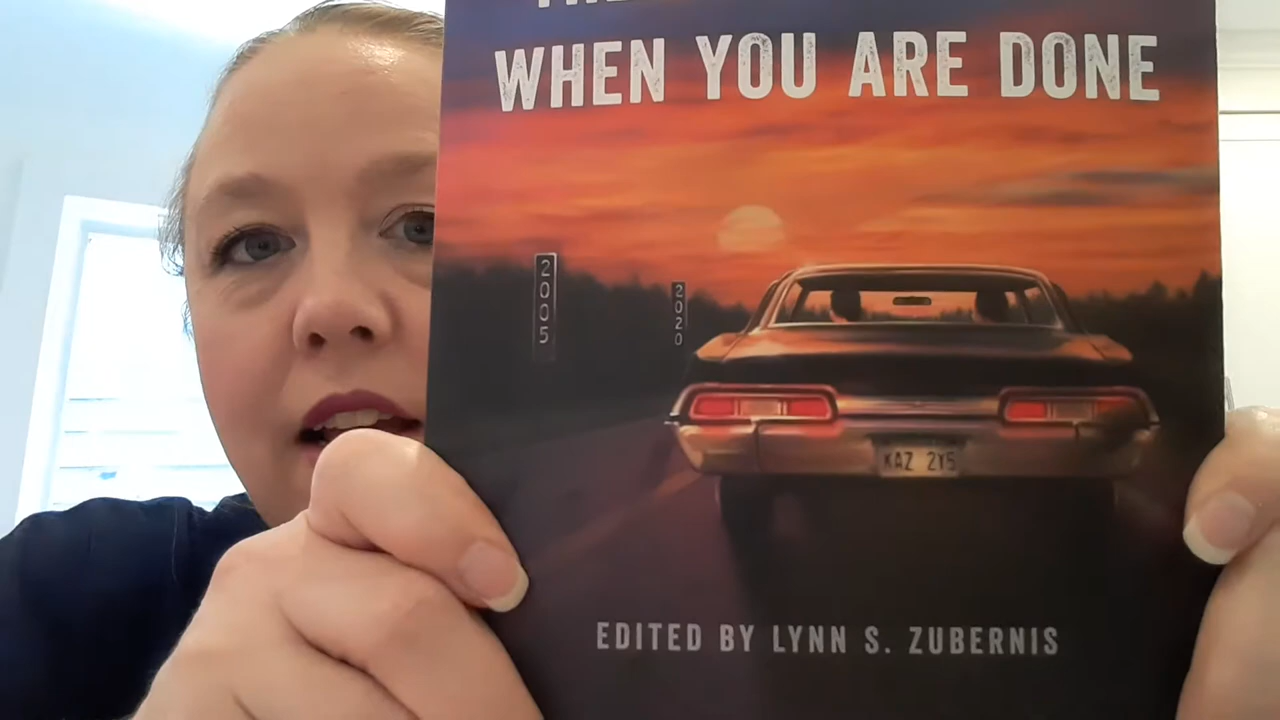 WHEN YOU ARE DONE
2005
2020
KAZ 2Y5
EDITED BY LYNN S. ZUBERNIS